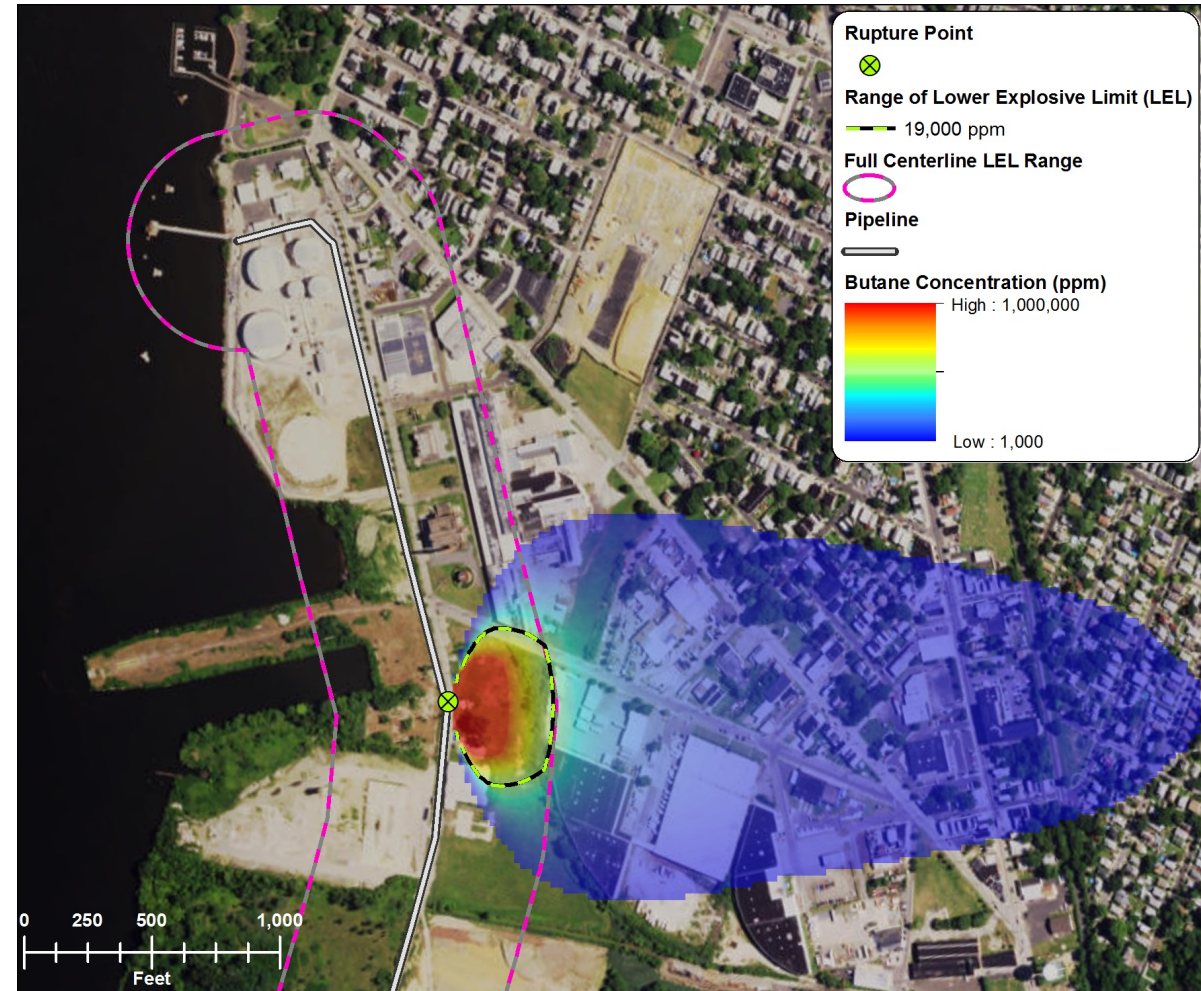 Rupture Point
Range of Lower Explosive Limit (LEL)
19,000 ppm
Full Centerline LEL Range
Pipeline
Butane Concentration (ppm)
High : 1,000,000
Low : 1,000
0 250 500 1,000
Feet